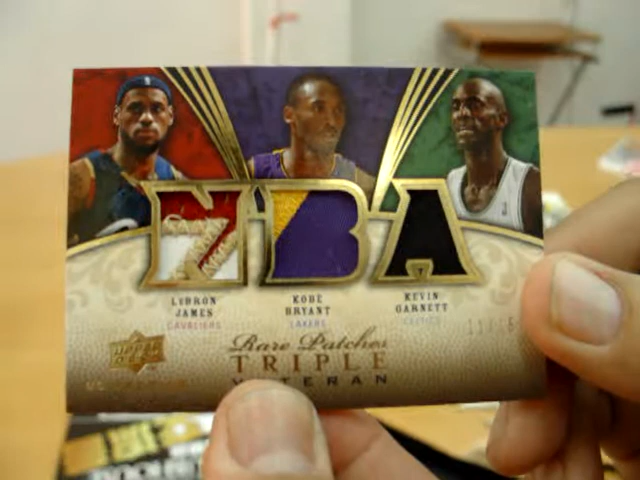 NBA
LEBRON JAMES
CAVALIERS
KOBE BRYANT
LAKERS
KEVIN GARNETT
CELTICS
UPPER DECK
Rare Patches
TRIPLE
VETERAN